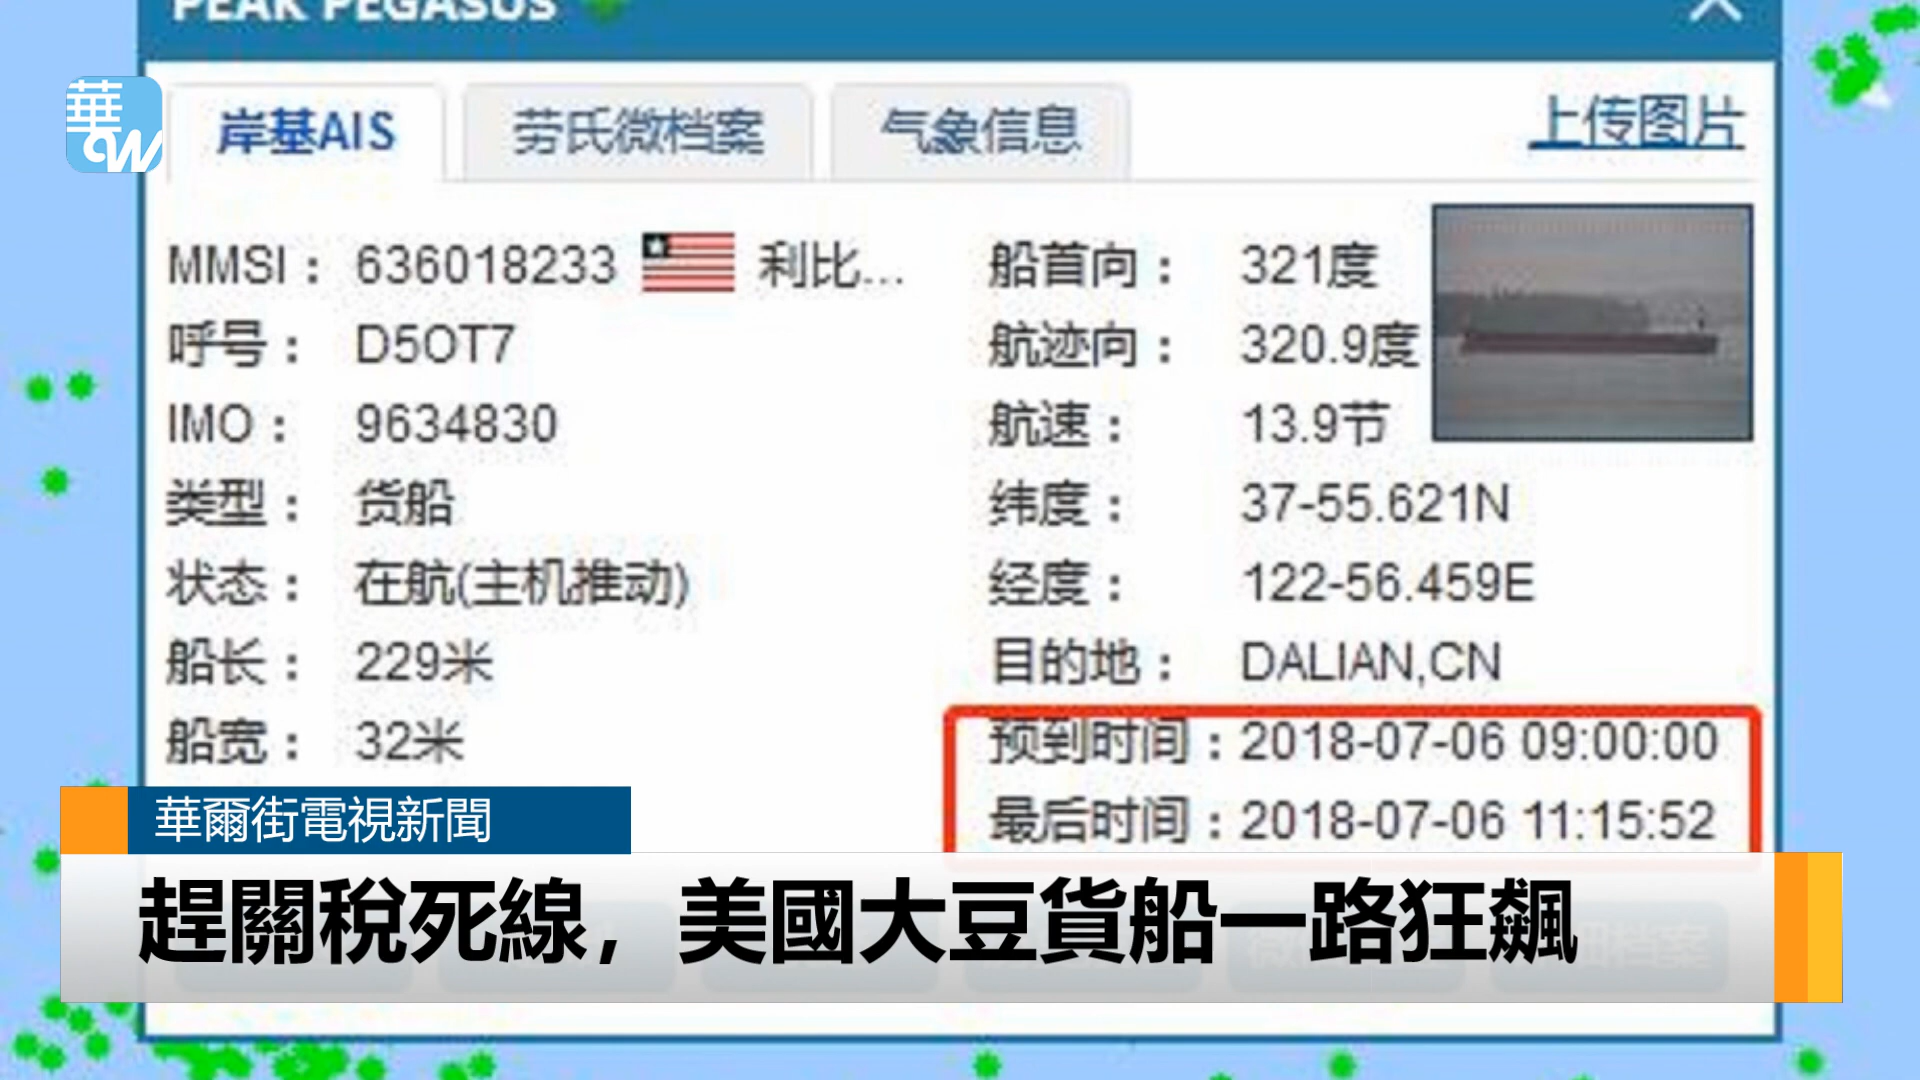 PEAK PEGASUS
華
CW
岸基AIS 劳氏微档案 气象信息 上传图片
MMSI： 636018233 利比... 船首向： 321度
呼号： D5OT7 航迹向： 320.9度
IMO： 9634830 航速： 13.9节
类型： 货船 纬度： 37-55.621N
状态： 在航(主机推动) 经度： 122-56.459E
船长： 229米 目的地： DALIAN,CN
船宽： 32米 预到时间：2018-07-06 09:00:00
最后时间：2018-07-06 11:15:52
華爾街電視新聞
趕關稅死線，美國大豆貨船一路狂飆